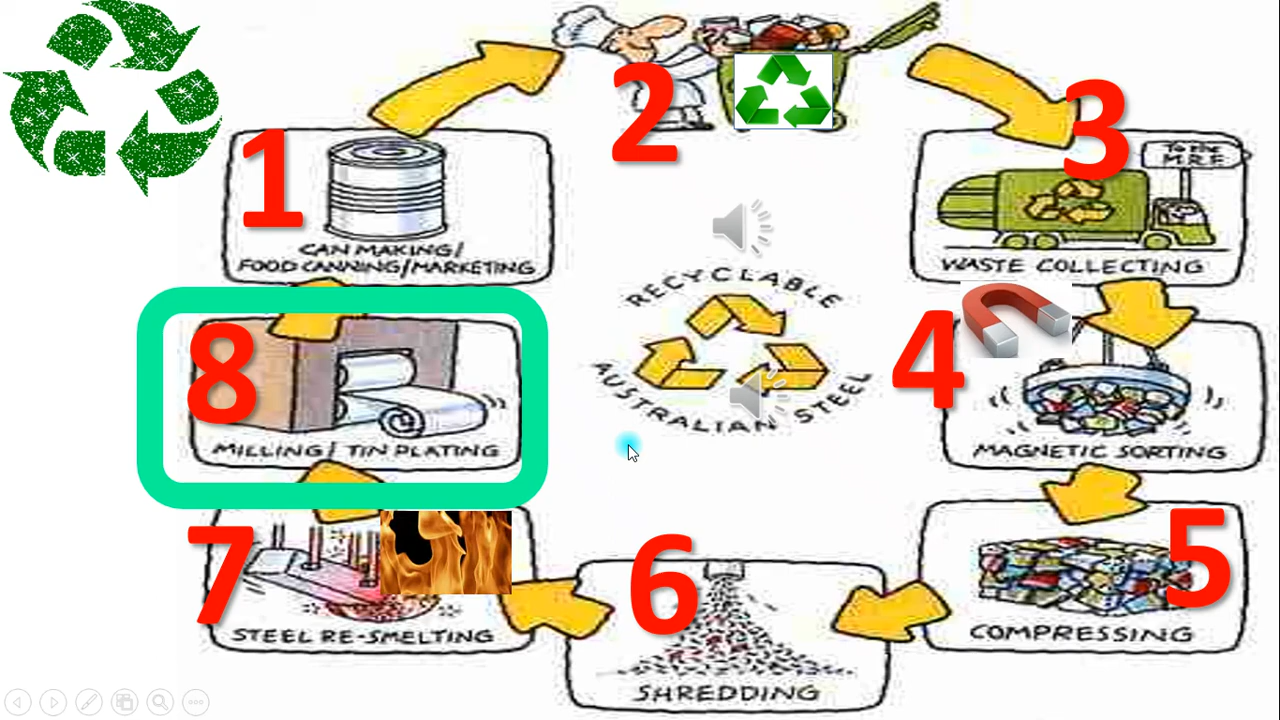 1
CAN MAKING/
FOOD CANNING/MARKETING
2
3
TO THE
M.R.F.
WASTE COLLECTING
4
MAGNETIC SORTING
5
COMPRESSING
6
SHREDDING
7
STEEL RE-SMELTING
8
MILLING/TIN PLATING
RECYCLABLE
AUSTRALIAN STEEL